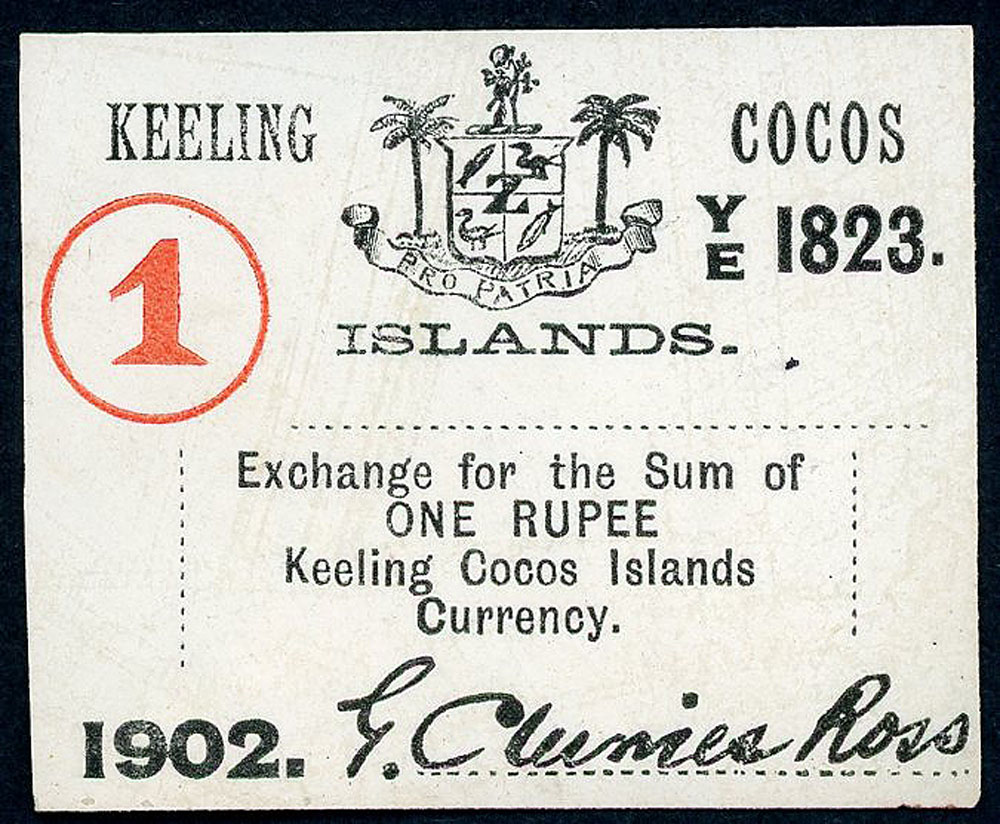 KEELING
COCOS
1
Y
E 1823.
PRO PATRIA
ISLANDS.
Exchange for the Sum of
ONE RUPEE
Keeling Cocos Islands
Currency.
1902. G. Clunies Ross